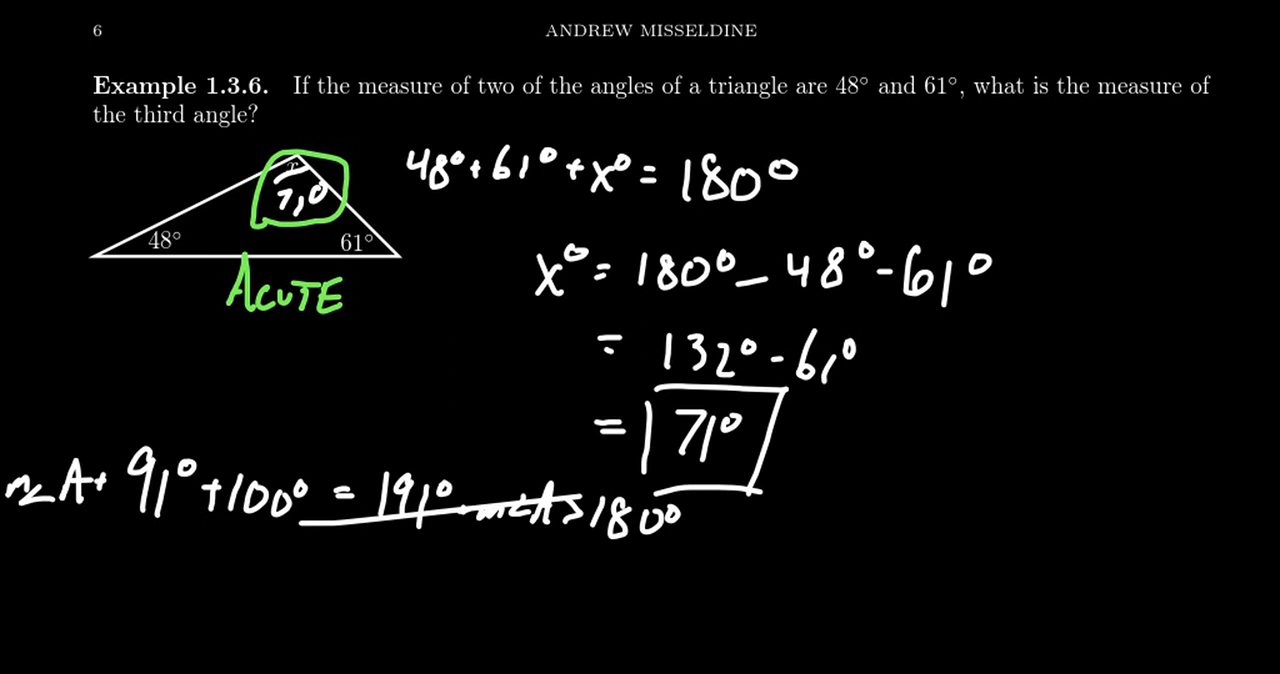 6 ANDREW MISSELDINE
Example 1.3.6. If the measure of two of the angles of a triangle are 48° and 61°, what is the measure of
the third angle?
x
71°
48° 61°
ACUTE
48° + 61° + x° = 180°
x° = 180° - 48° - 61°
= 132° - 61°
= 71°
m∠A + 91° + 100° = 191° + m∠A > 180°